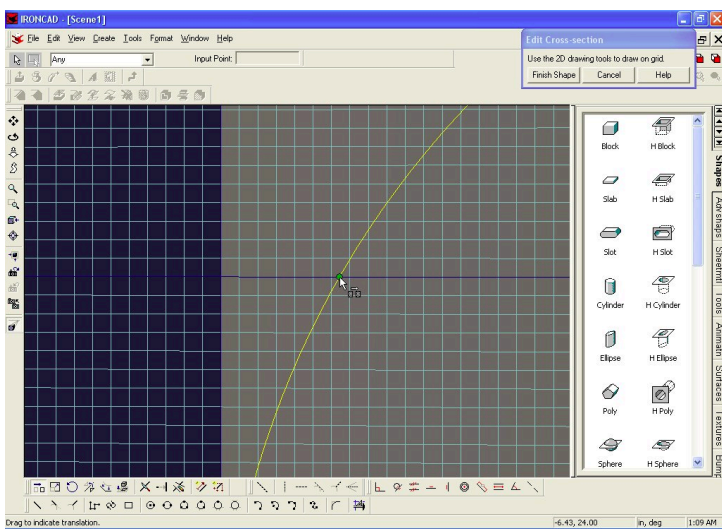 IRONCAD - [Scene1]
File Edit View Create Tools Format Window Help
Any Input Point:
Edit Cross-section
Use the 2D drawing tools to draw on grid.
Finish Shape Cancel Help
Block H Block
Slab H Slab
Slot H Slot
Cylinder H Cylinder
Ellipse H Ellipse
Poly H Poly
Sphere H Sphere
Shapes
Adv shaps
Sheetmtl
Tools
Animatn
Surfaces
Textures
Bump
Drag to indicate translation. -6.43, 24.00 in, deg 1:09 AM